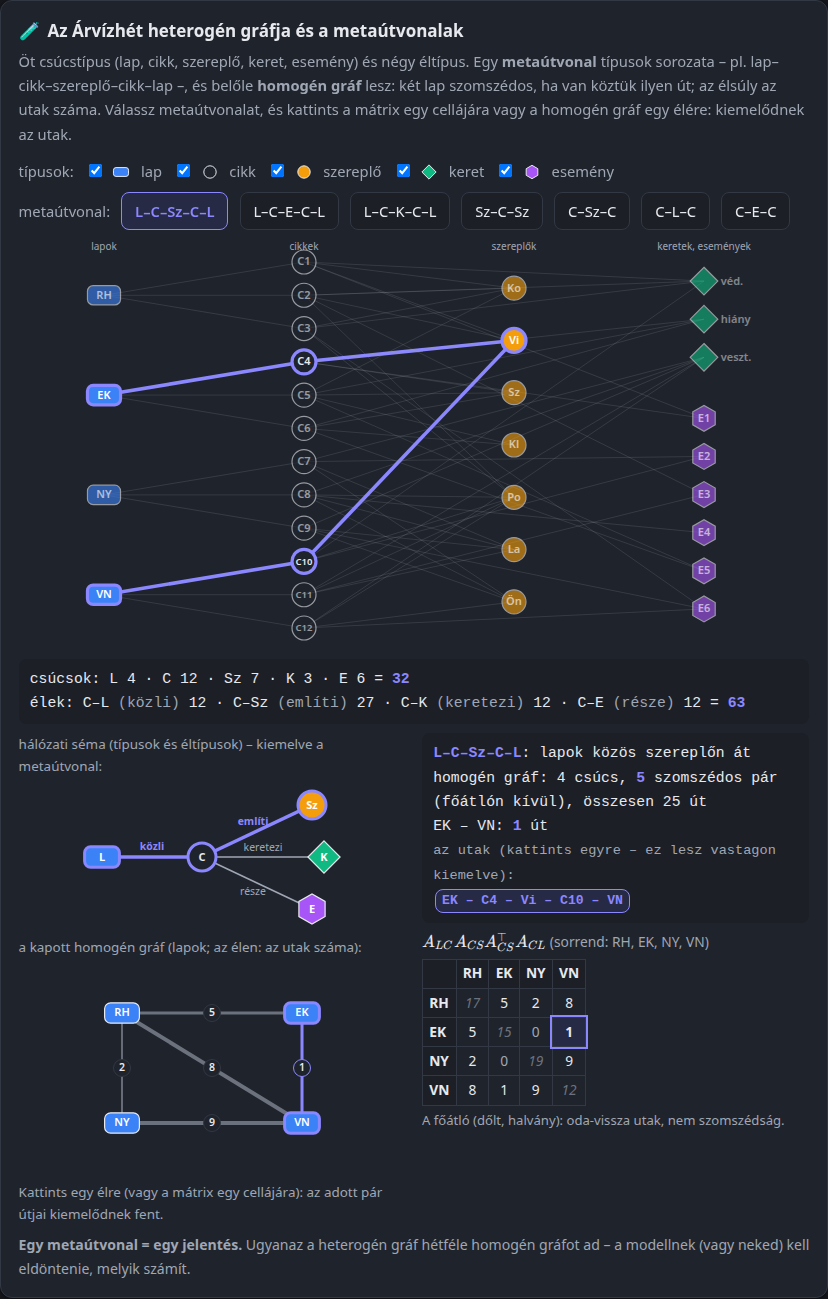 🧪 Az Árvízhét heterogén gráfja és a metaútvonalak
Öt csúcstípus (lap, cikk, szereplő, keret, esemény) és négy éltípus. Egy metaútvonal típusok sorozata – pl. lap–
cikk–szereplő–cikk–lap –, és belőle homogén gráf lesz: két lap szomszédos, ha van köztük ilyen út; az élsúly az
utak száma. Válassz metaútvonalat, és kattints a mátrix egy cellájára vagy a homogén gráf egy élére: kiemelődnek
az utak.
típusok: lap cikk szereplő keret esemény
metaútvonal: L–C–Sz–C–L L–C–E–C–L L–C–K–C–L Sz–C–Sz C–Sz–C C–L–C C–E–C
lapok cikkek szereplők keretek, események
C1
RH C2 Ko véd.
C3 Vi hiány
C4 veszt.
EK C5 Sz E1
C6 Kl E2
C7
NY C8 Po E3
C9 La E4
C10 E5
VN C11 Ön E6
C12
csúcsok: L 4 · C 12 · Sz 7 · K 3 · E 6 = 32
élek: C–L (közli) 12 · C–Sz (említi) 27 · C–K (keretezi) 12 · C–E (része) 12 = 63
hálózati séma (típusok és éltípusok) – kiemelve a
metaútvonal:
Sz
említi
L közli C keretezi K
része
E
a kapott homogén gráf (lapok; az élen: az utak száma):
RH 5 EK
2 8 1
NY 9 VN
Kattints egy élre (vagy a mátrix egy cellájára): az adott pár
útjai kiemelődnek fent.
L–C–Sz–C–L: lapok közös szereplőn át
homogén gráf: 4 csúcs, 5 szomszédos pár
(főátlón kívül), összesen 25 út
EK – VN: 1 út
az utak (kattints egyre – ez lesz vastagon
kiemelve):
EK – C4 – Vi – C10 – VN
A_LC A_CS A_CS^⊤ A_CL (sorrend: RH, EK, NY, VN)
RH EK NY VN
RH 17 5 2 8
EK 5 15 0 1
NY 2 0 19 9
VN 8 1 9 12
A főátló (dőlt, halvány): oda-vissza utak, nem szomszédság.
Egy metaútvonal = egy jelentés. Ugyanaz a heterogén gráf hétféle homogén gráfot ad – a modellnek (vagy neked) kell
eldöntenie, melyik számít.